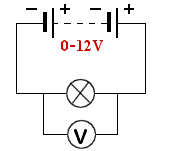 − + − +
0-12V
V